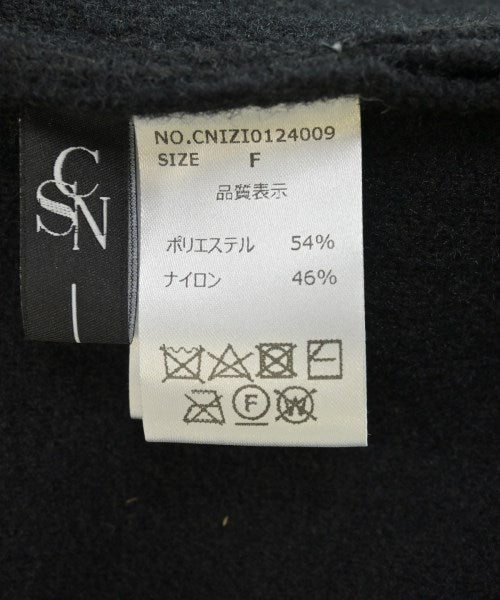 SCN
NO.CNIZI0124009
SIZE F
品質表示
ポリエステル 54%
ナイロン 46%
F W